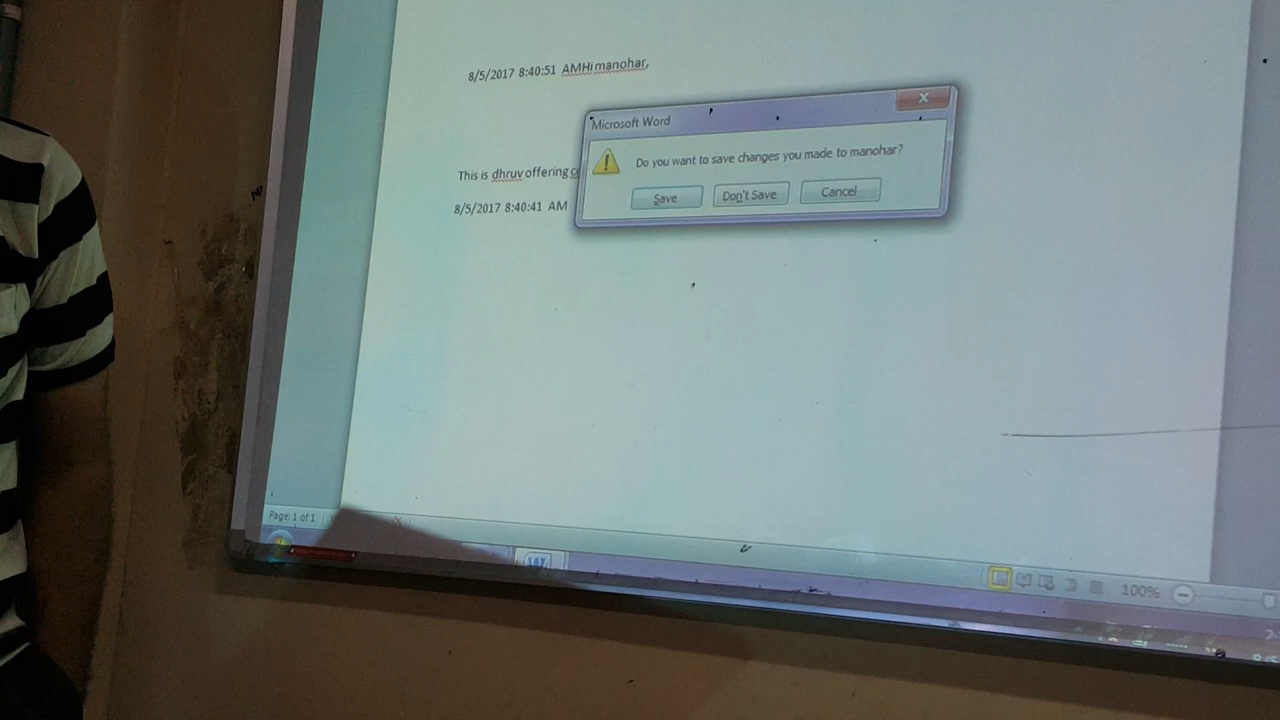 8/5/2017 8:40:51 AMHi manohar,
Microsoft Word
Do you want to save changes you made to manohar?
Save Don't Save Cancel
This is dhruv offering
8/5/2017 8:40:41 AM
Page: 1 of 1
100%